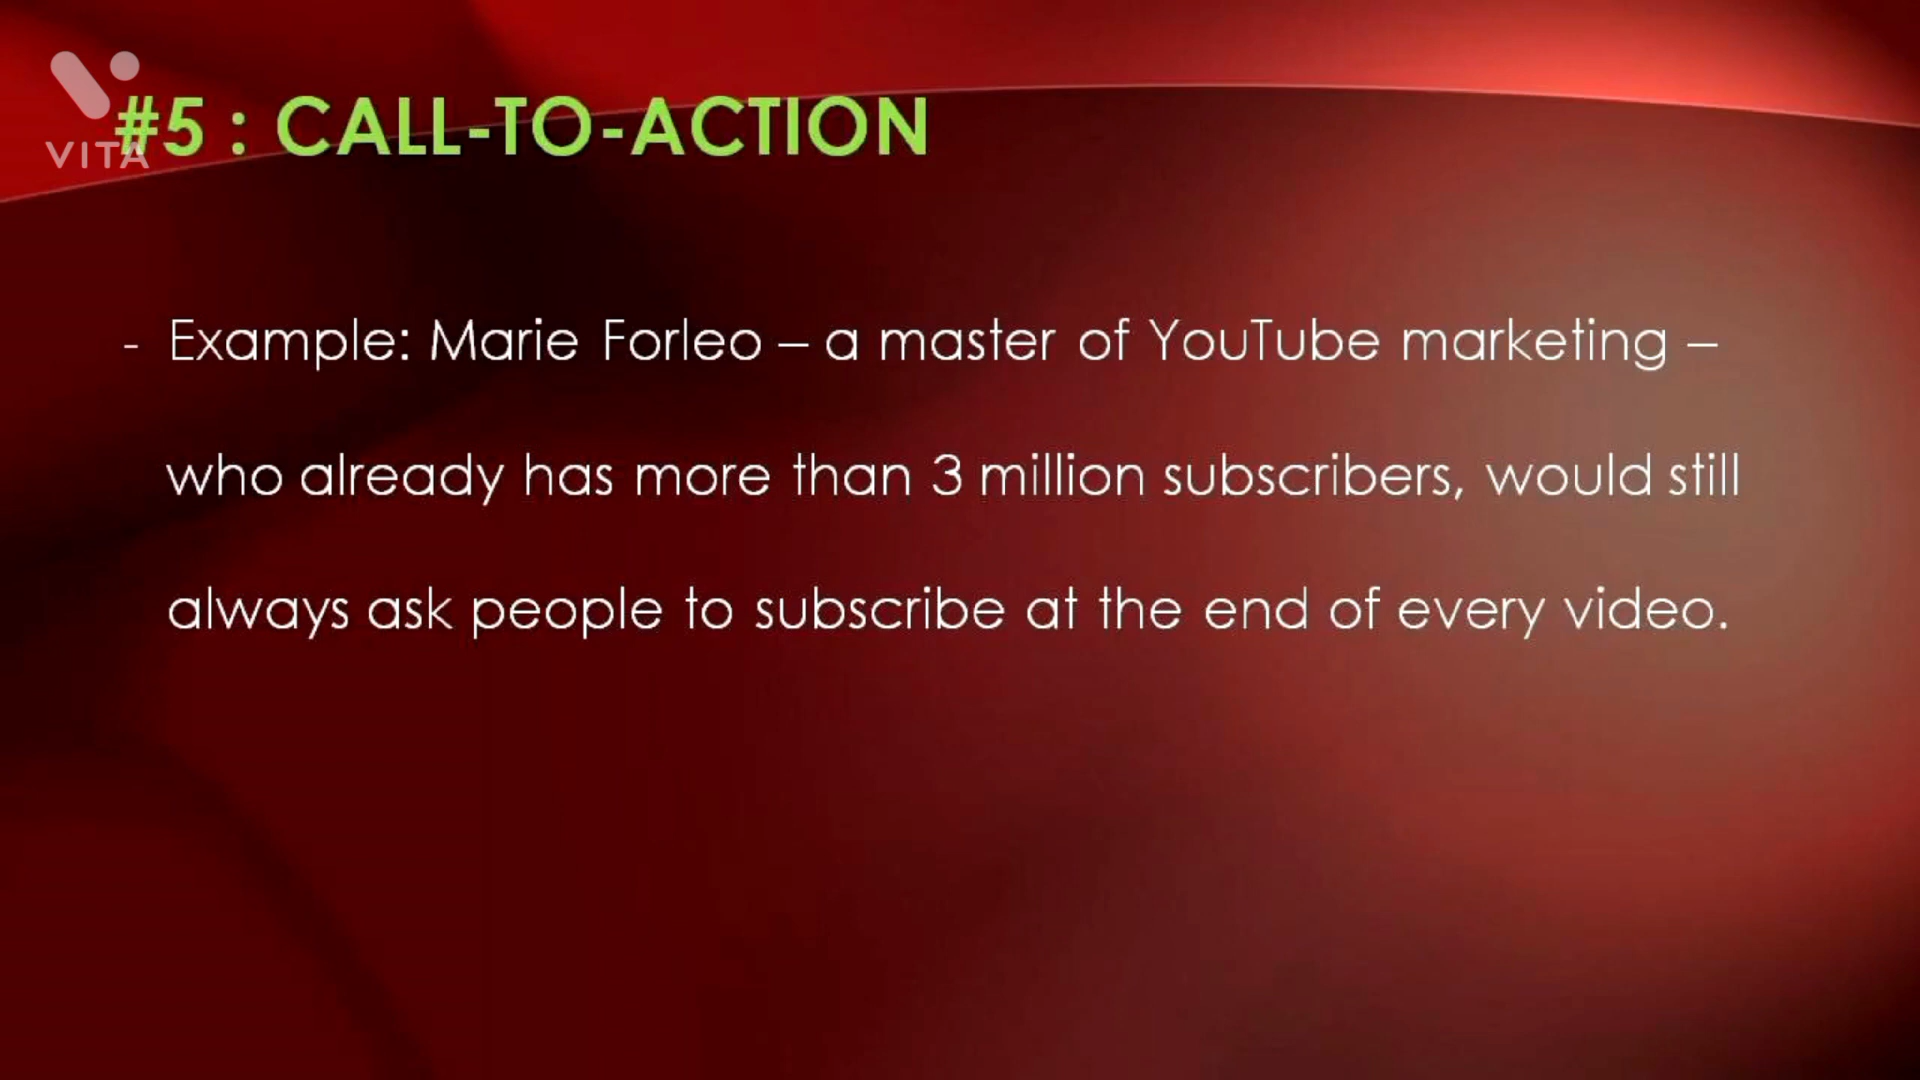 VITA
#5 : CALL-TO-ACTION
- Example: Marie Forleo – a master of YouTube marketing –
who already has more than 3 million subscribers, would still
always ask people to subscribe at the end of every video.